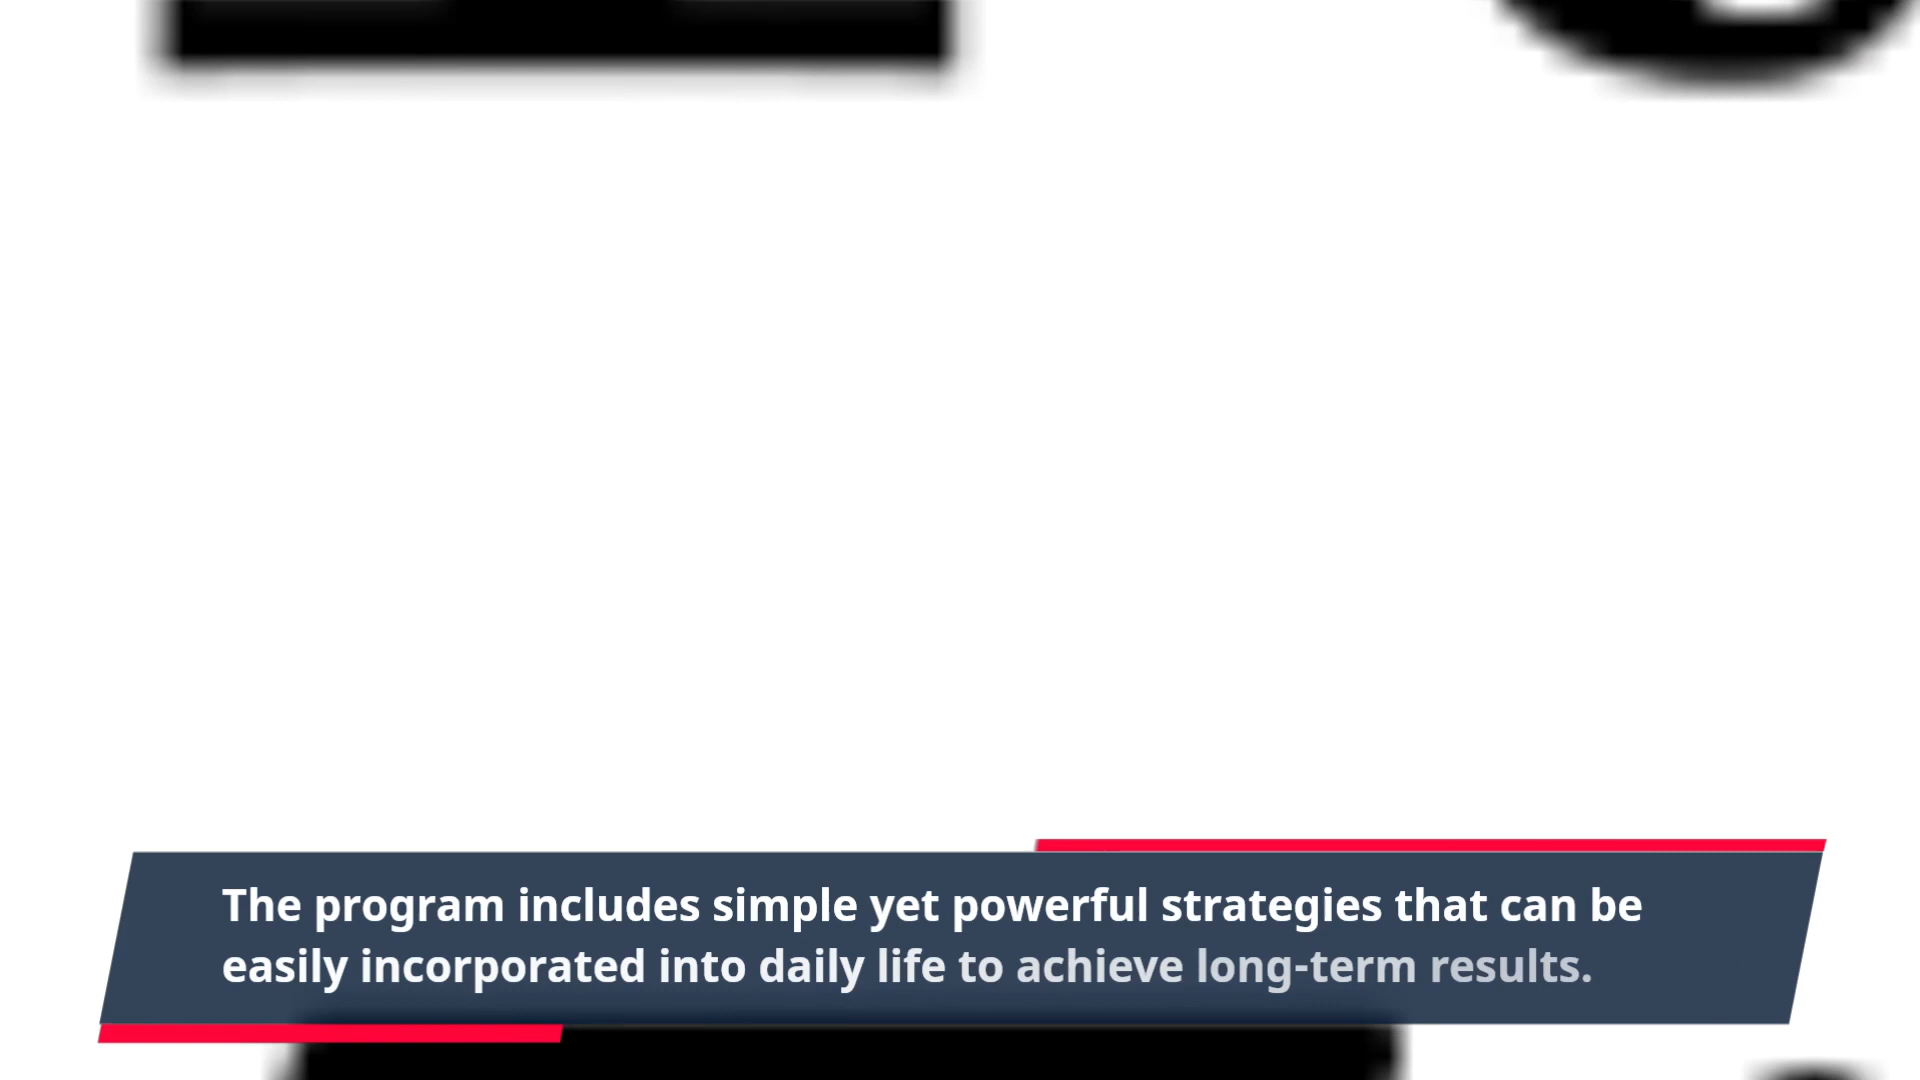 The program includes simple yet powerful strategies that can be
easily incorporated into daily life to achieve long-term results.